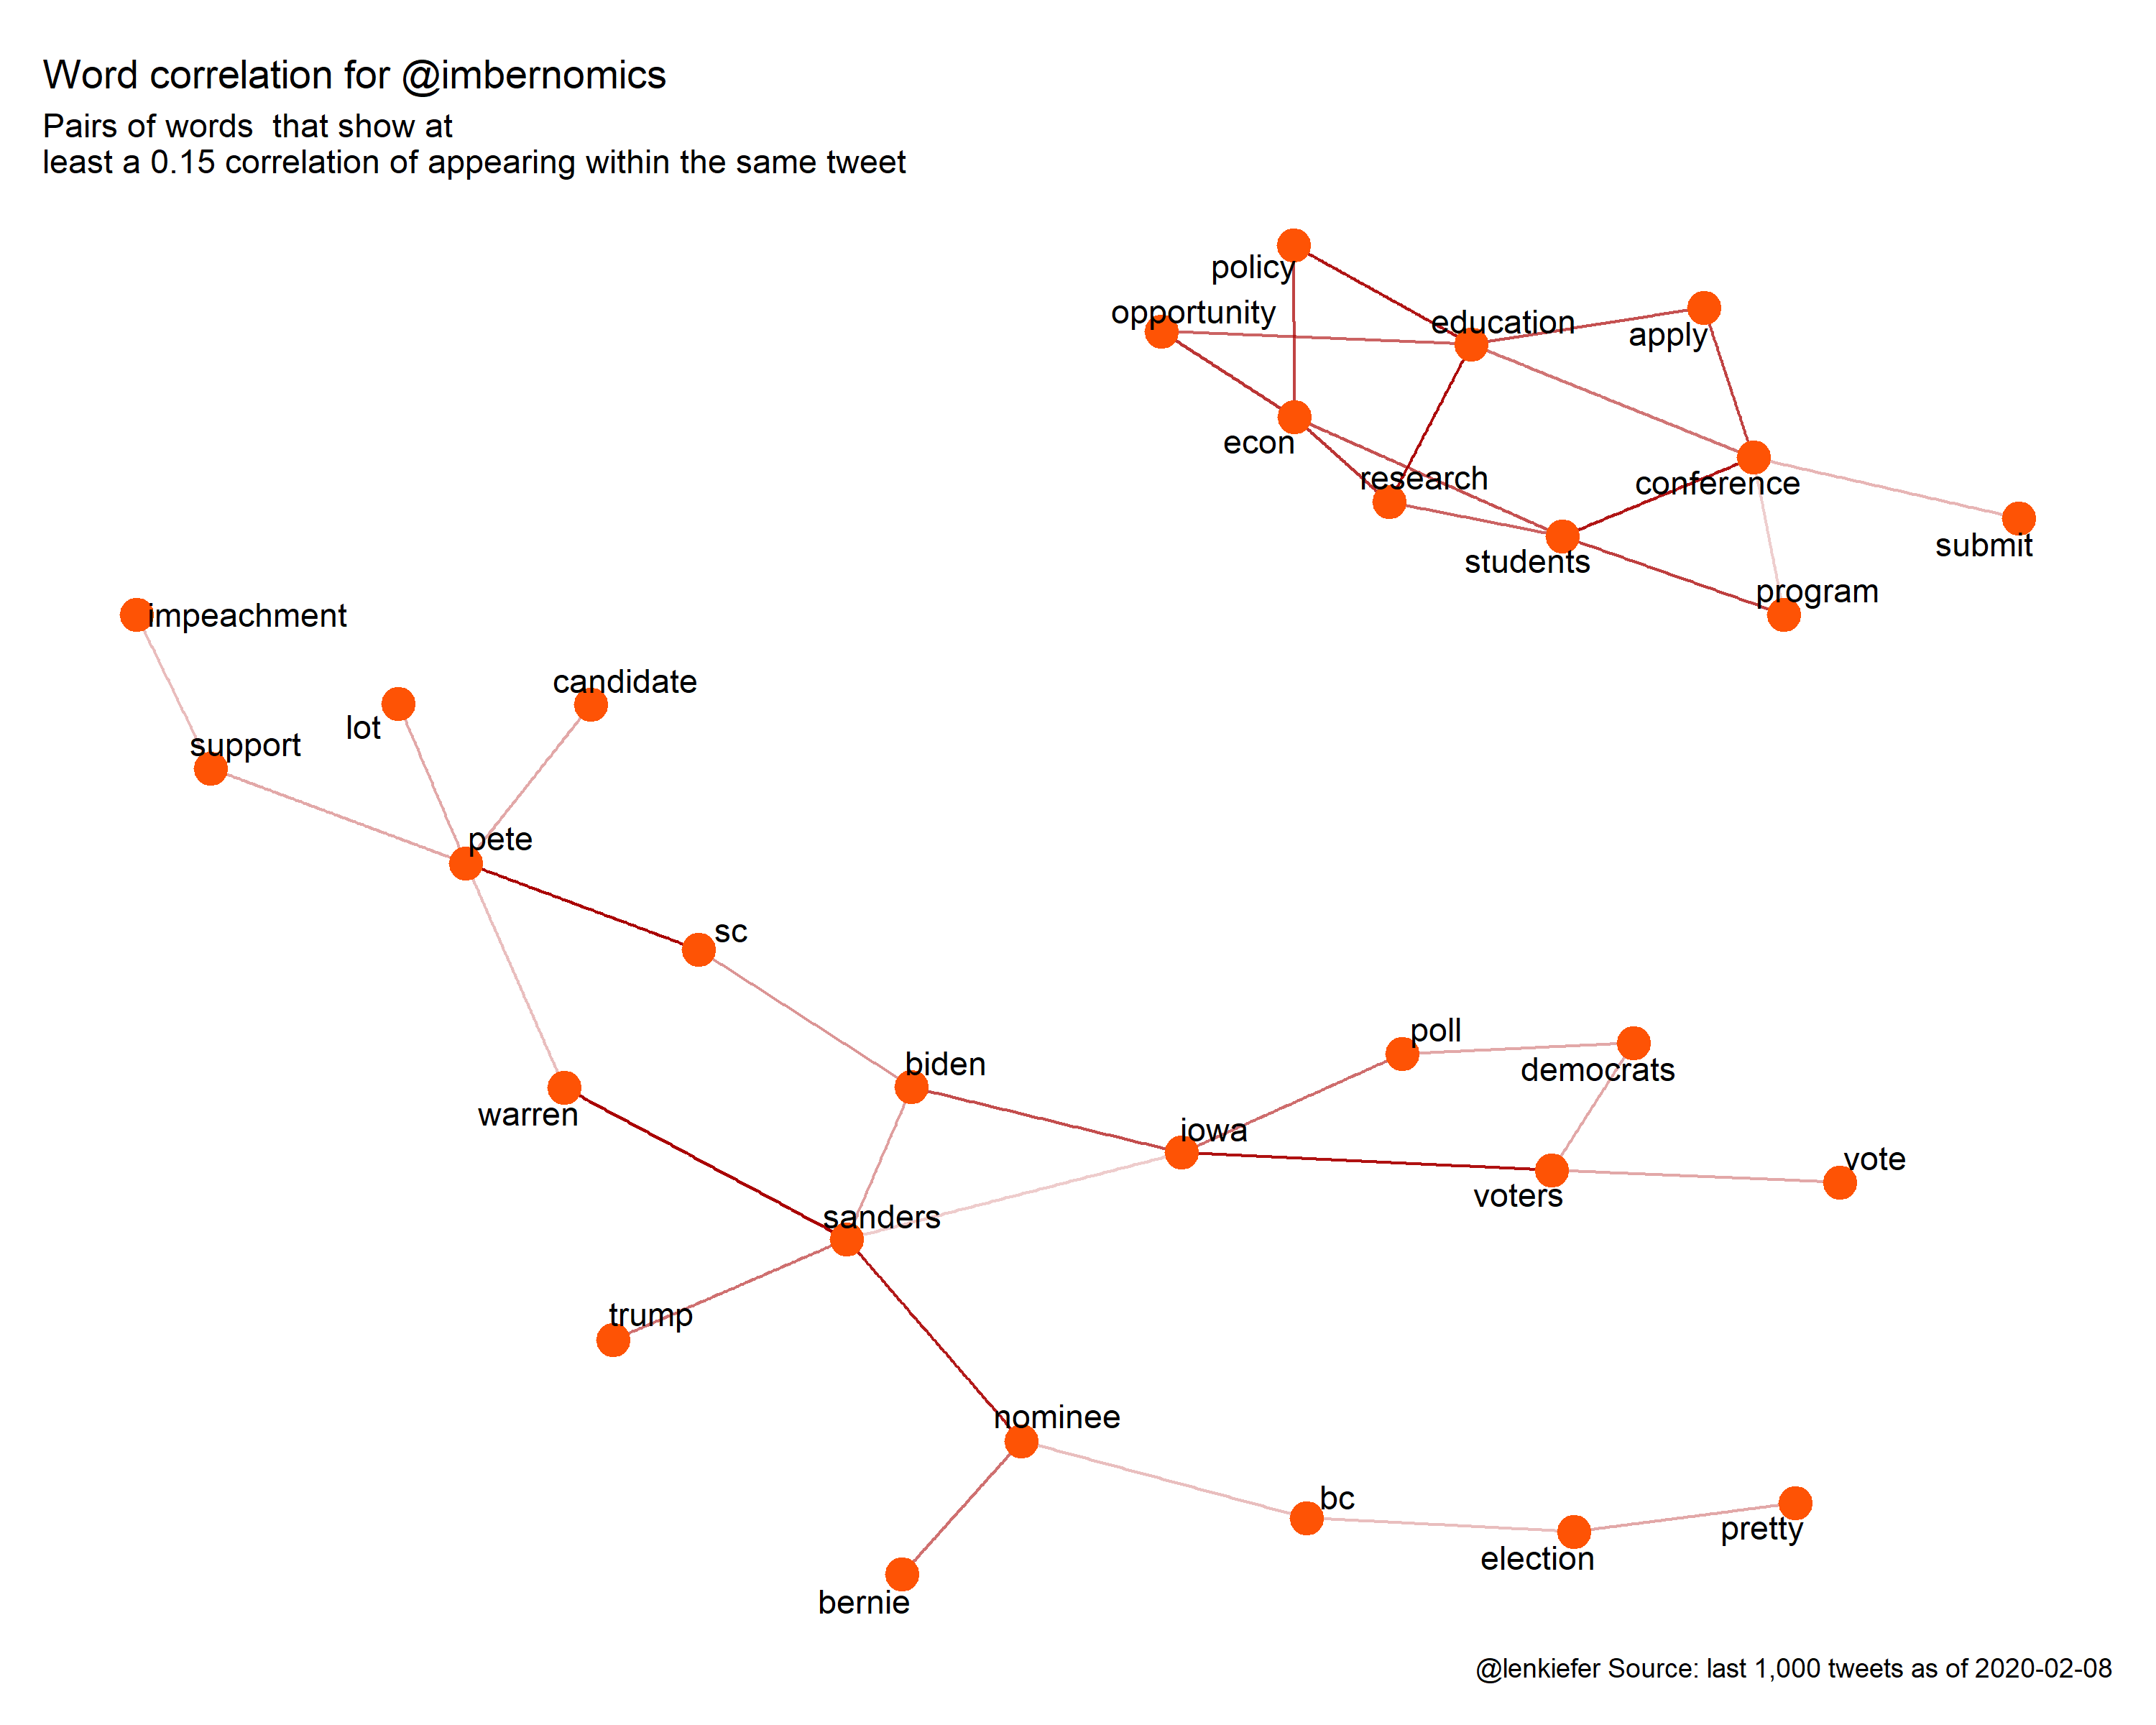 Word correlation for @imbernomics
Pairs of words  that show at
least a 0.15 correlation of appearing within the same tweet
policy
opportunity
education
apply
econ
research
conference
students
submit
program
impeachment
candidate
lot
support
pete
sc
biden
poll
democrats
warren
iowa
vote
voters
sanders
trump
nominee
bc
pretty
election
bernie
@lenkiefer Source: last 1,000 tweets as of 2020-02-08